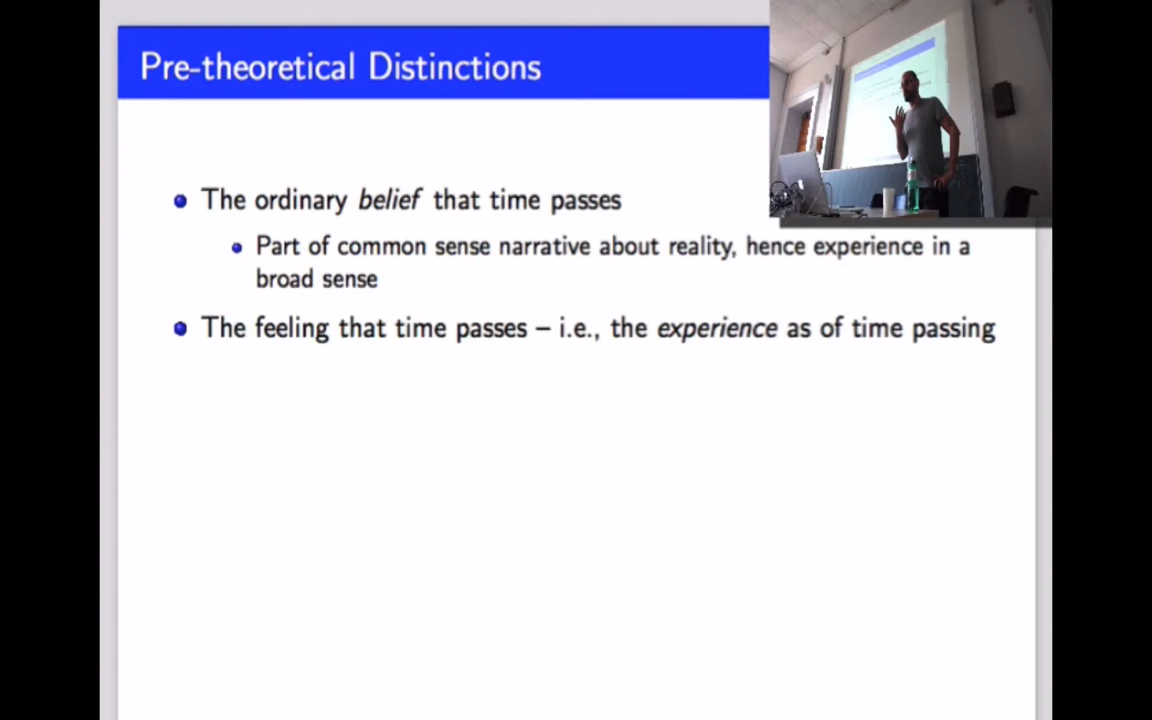 Pre-theoretical Distinctions
The ordinary belief that time passes
Part of common sense narrative about reality, hence experience in a
broad sense
The feeling that time passes – i.e., the experience as of time passing